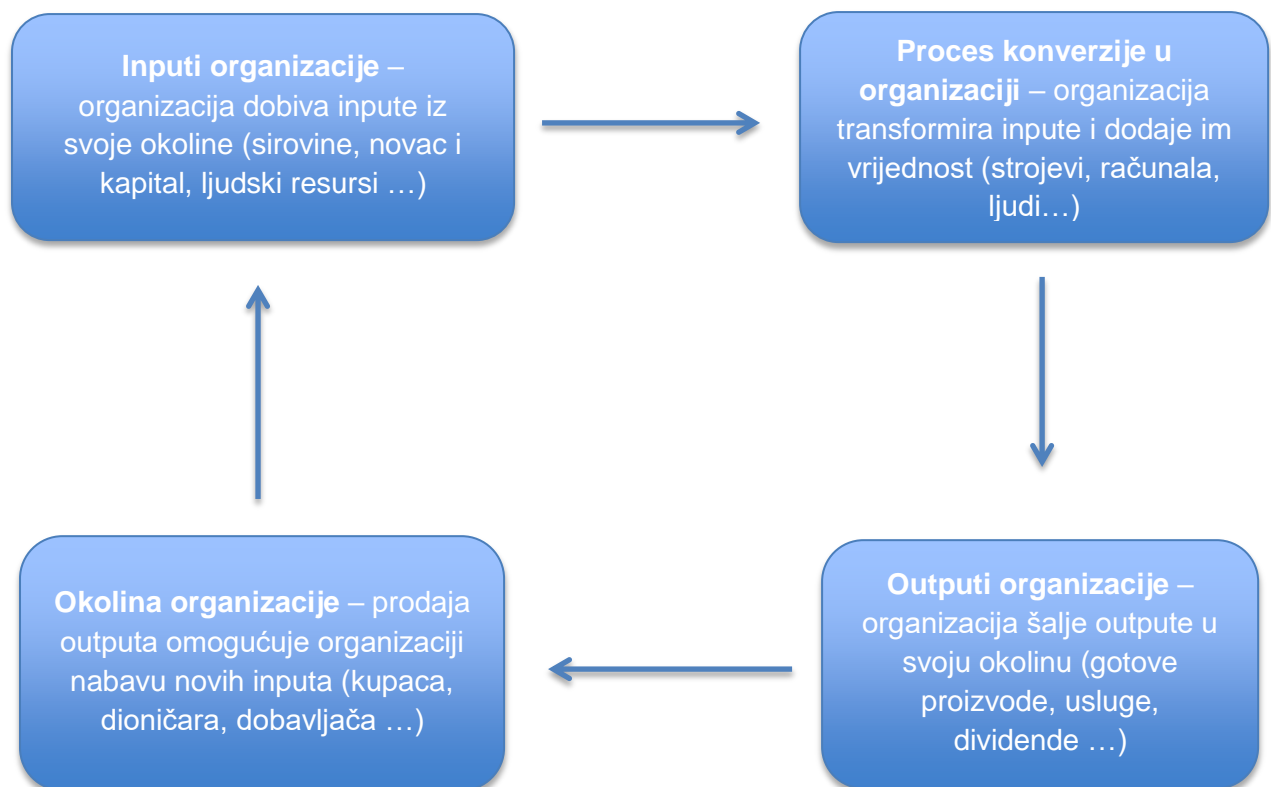 Inputi organizacije –
organizacija dobiva inpute iz
svoje okoline (sirovine, novac i
kapital, ljudski resursi …)
Proces konverzije u
organizaciji – organizacija
transformira inpute i dodaje im
vrijednost (strojevi, računala,
ljudi…)
Okolina organizacije – prodaja
outputa omogućuje organizaciji
nabavu novih inputa (kupaca,
dioničara, dobavljača …)
Outputi organizacije –
organizacija šalje outpute u
svoju okolinu (gotove
proizvode, usluge,
dividende …)